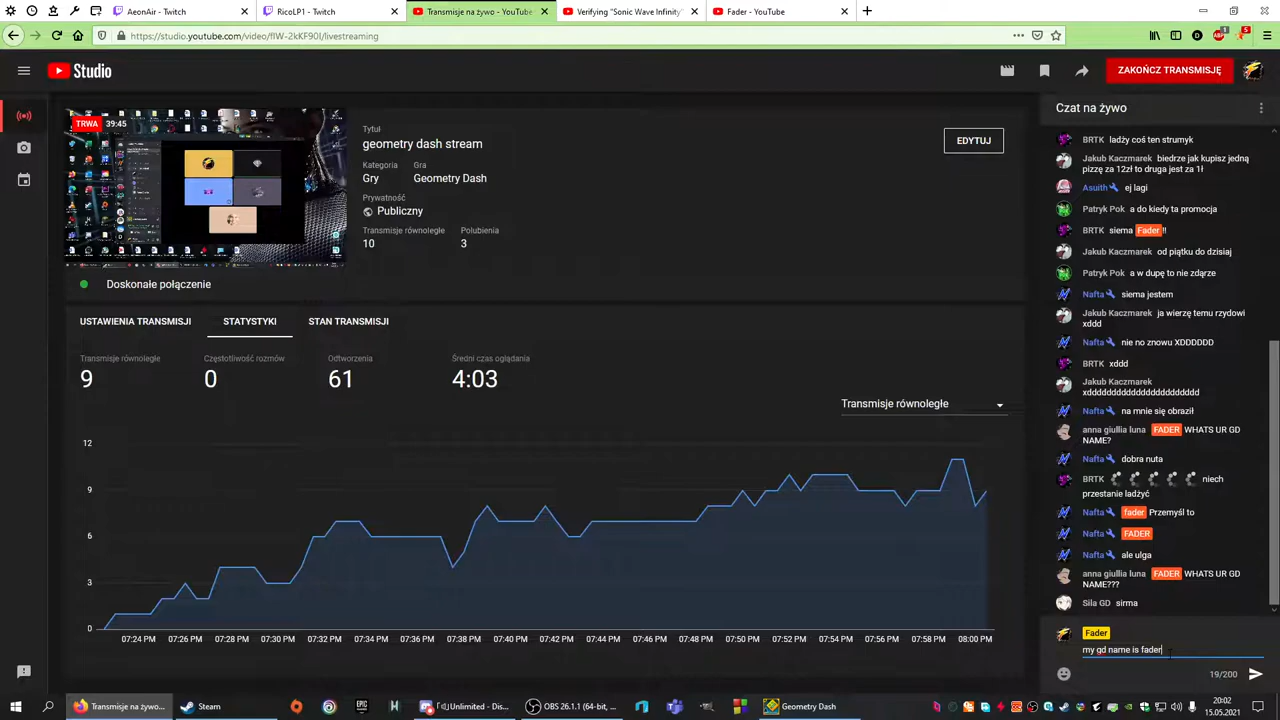 AeonAir - Twitch
RicoLP1 - Twitch
Transmisje na żywo - YouTube
Verifying "Sonic Wave Infinity"
Fader - YouTube
https://studio.youtube.com/video/fIW-2kKF90I/livestreaming
Studio
ZAKOŃCZ TRANSMISJĘ
TRWA 39:45
Tytuł
geometry dash stream
EDYTUJ
Kategoria Gra
Gry Geometry Dash
Prywatność
Publiczny
Transmisje równoległe Polubienia
10 3
Doskonałe połączenie
USTAWIENIA TRANSMISJI STATYSTYKI STAN TRANSMISJI
Transmisje równoległe Częstotliwość rozmów Odtworzenia Średni czas oglądania
9 0 61 4:03
Transmisje równoległe
12
9
6
3
0
07:24 PM 07:26 PM 07:28 PM 07:30 PM 07:32 PM 07:34 PM 07:36 PM 07:38 PM 07:40 PM 07:42 PM 07:44 PM 07:46 PM 07:48 PM 07:50 PM 07:52 PM 07:54 PM 07:56 PM 07:58 PM 08:00 PM
Czat na żywo
BRTK ladży coś ten strumyk
Jakub Kaczmarek biedrze jak kupisz jedną
pizzę za 12zł to druga jest za 1ł
Asuith ej lagi
Patryk Pok a do kiedy ta promocja
BRTK siema Fader !!
Jakub Kaczmarek od piątku do dzisiaj
Patryk Pok a w dupę to nie zdąrze
Nafta siema jestem
Jakub Kaczmarek ja wierzę temu rzydowi
xddd
Nafta nie no znowu XDDDDDD
BRTK xddd
Jakub Kaczmarek
xdddddddddddddddddddddd
Nafta na mnie się obraził
anna giullia luna FADER WHATS UR GD
NAME?
Nafta dobra nuta
BRTK niech
przestanie ladżyć
Nafta fader Przemyśl to
Nafta FADER
Nafta ale ulga
anna giullia luna FADER WHATS UR GD
NAME???
Sila GD sirma
Fader
my gd name is fader
19/200
Transmisje na żywo...
Steam
Unlimited - Dis...
OBS 26.1.1 (64-bit, ...
Geometry Dash
20:02
15.05.2021